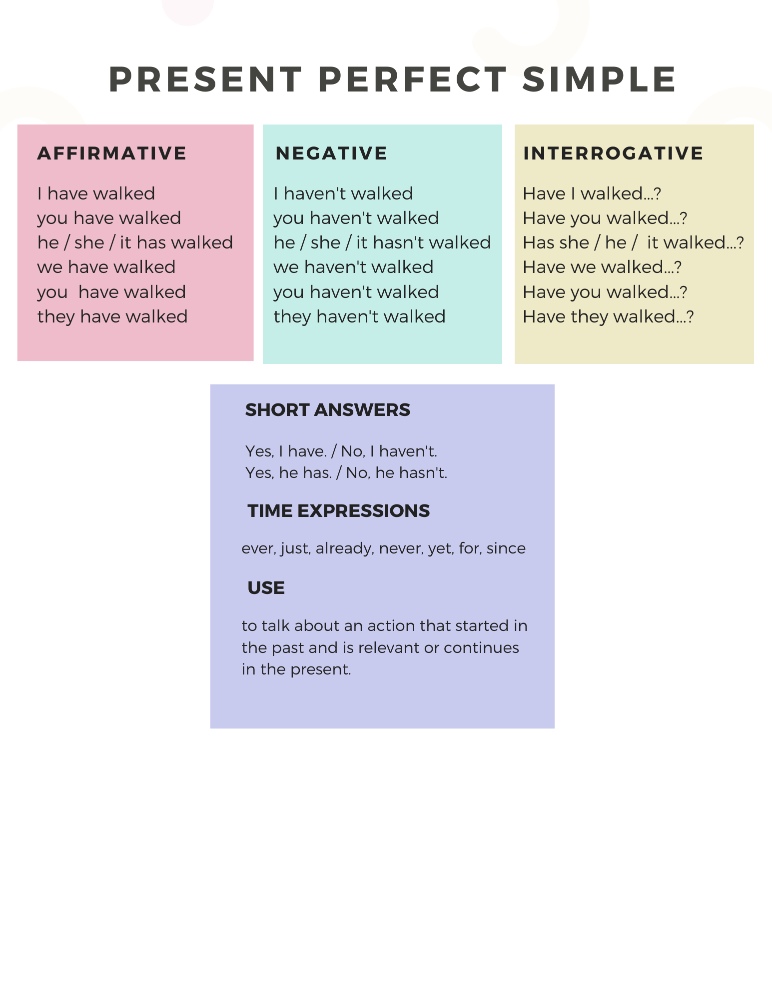 PRESENT PERFECT SIMPLE
AFFIRMATIVE
I have walked
you have walked
he / she / it has walked
we have walked
you  have walked
they have walked
NEGATIVE
I haven't walked
you haven't walked
he / she / it hasn't walked
we haven't walked
you haven't walked
they haven't walked
INTERROGATIVE
Have I walked...?
Have you walked...?
Has she / he /  it walked...?
Have we walked...?
Have you walked...?
Have they walked...?
SHORT ANSWERS
Yes, I have. / No, I haven't.
Yes, he has. / No, he hasn't.
TIME EXPRESSIONS
ever, just, already, never, yet, for, since
USE
to talk about an action that started in
the past and is relevant or continues
in the present.